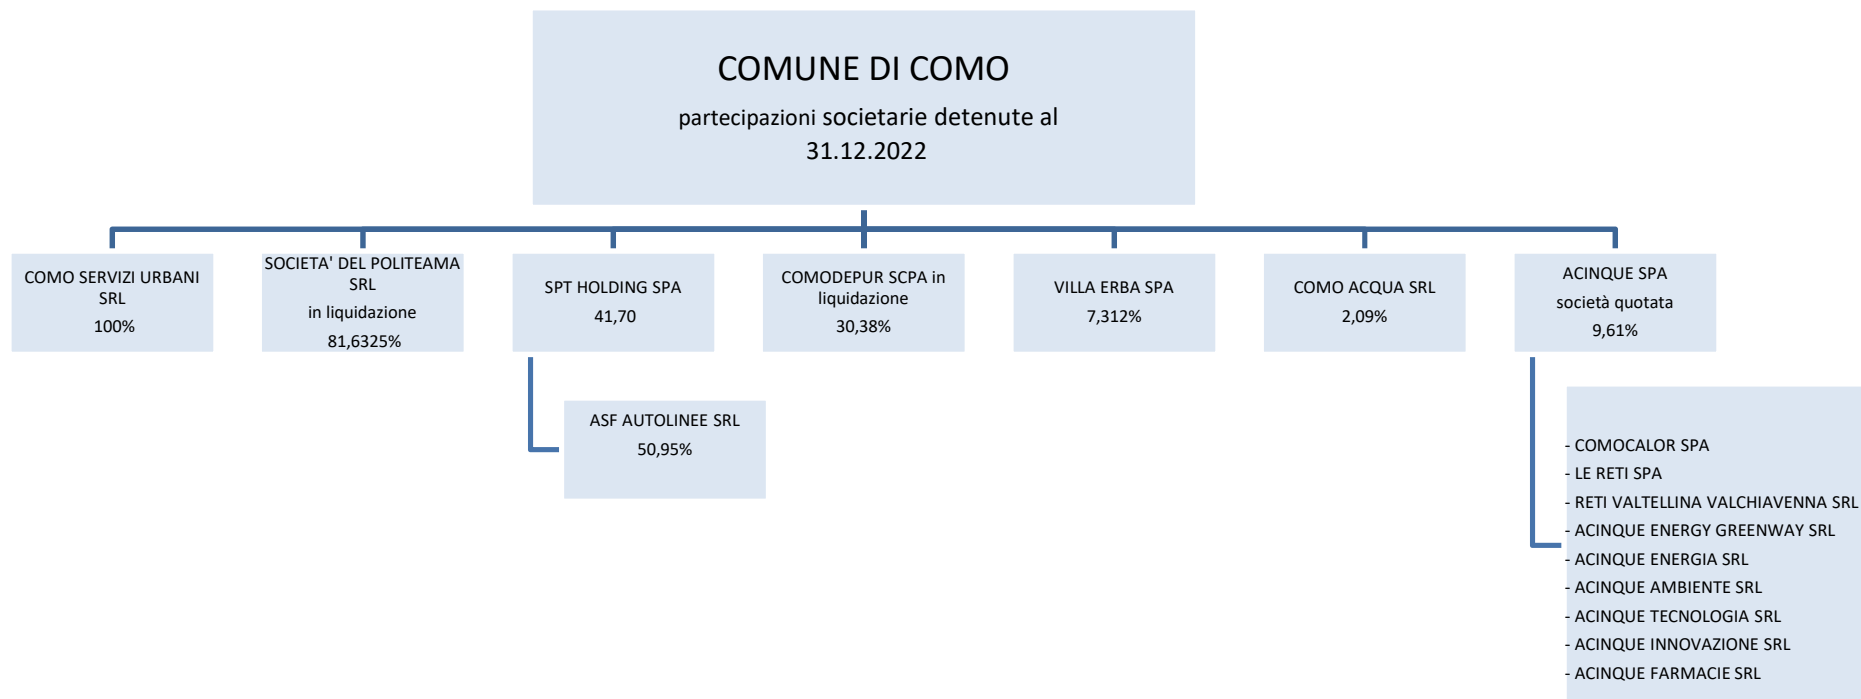 COMUNE DI COMO
partecipazioni societarie detenute al
31.12.2022
COMO SERVIZI URBANI
SRL
100%
SOCIETA' DEL POLITEAMA
SRL
in liquidazione
81,6325%
SPT HOLDING SPA
41,70
COMODEPUR SCPA in
liquidazione
30,38%
VILLA ERBA SPA
7,312%
COMO ACQUA SRL
2,09%
ACINQUE SPA
società quotata
9,61%
ASF AUTOLINEE SRL
50,95%
- COMOCALOR SPA
- LE RETI SPA
- RETI VALTELLINA VALCHIAVENNA SRL
- ACINQUE ENERGY GREENWAY SRL
- ACINQUE ENERGIA SRL
- ACINQUE AMBIENTE SRL
- ACINQUE TECNOLOGIA SRL
- ACINQUE INNOVAZIONE SRL
- ACINQUE FARMACIE SRL